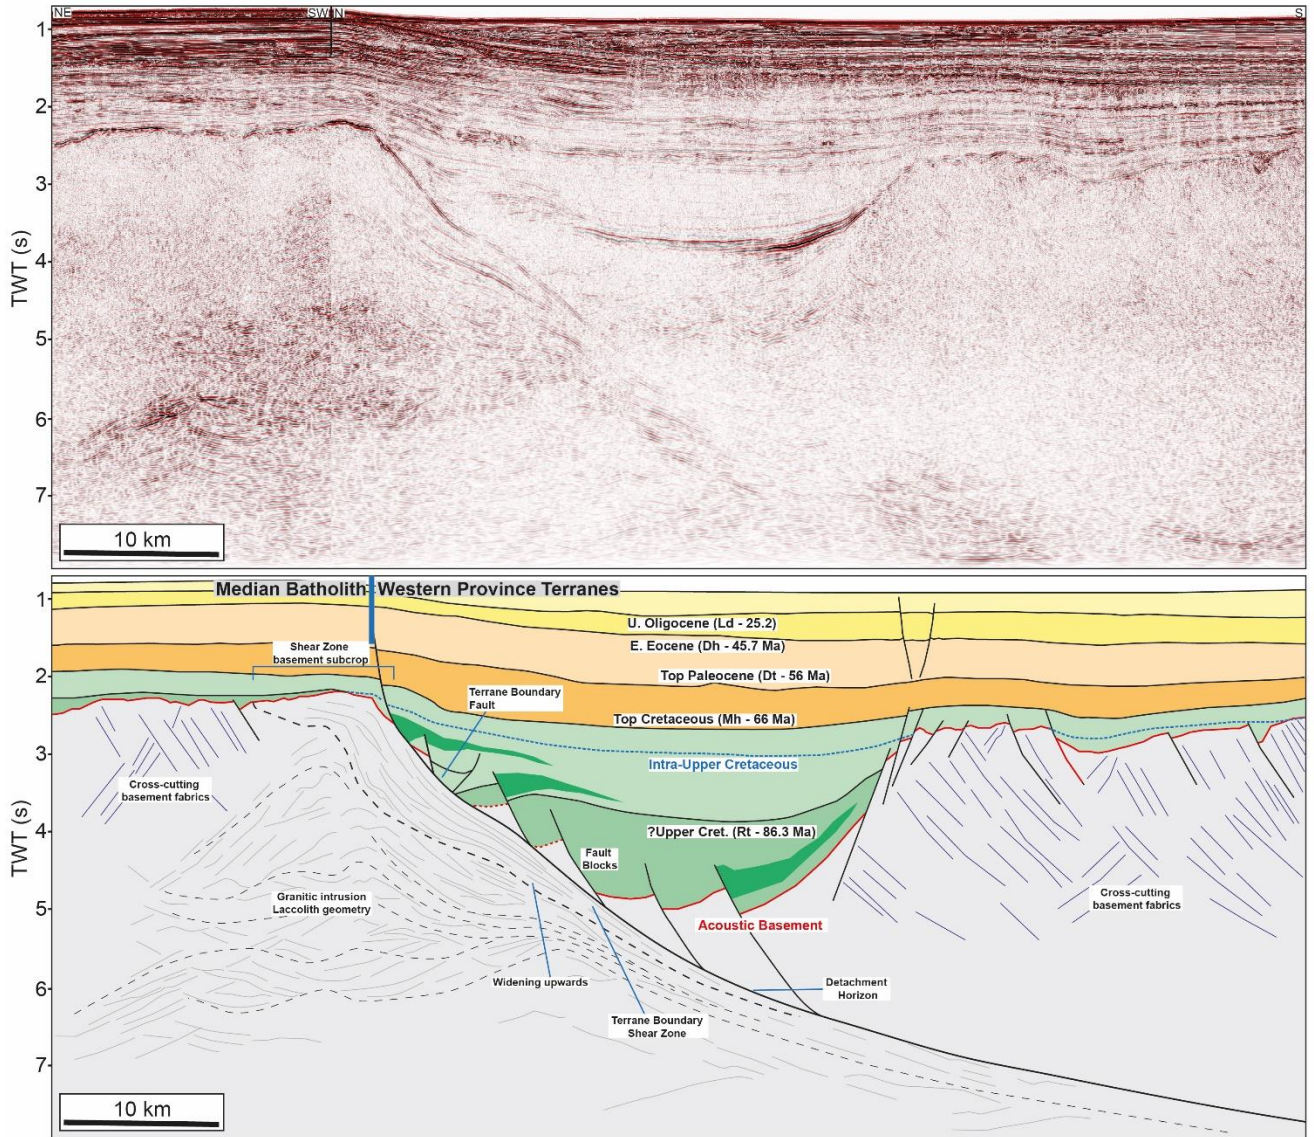 NE
SW
N
S
1
2
3
4
5
6
7
TWT (s)
10 km
Median Batholith
Western Province Terranes
1
2
3
4
5
6
7
TWT (s)
U. Oligocene (Ld - 25.2)
E. Eocene (Dh - 45.7 Ma)
Shear Zone
basement subcrop
Top Paleocene (Dt - 56 Ma)
Terrane Boundary
Fault
Top Cretaceous (Mh - 66 Ma)
Intra-Upper Cretaceous
Cross-cutting
basement fabrics
?Upper Cret. (Rt - 86.3 Ma)
Fault
Blocks
Granitic intrusion
Laccolith geometry
Cross-cutting
basement fabrics
Acoustic Basement
Widening upwards
Detachment
Horizon
Terrane Boundary
Shear Zone
10 km